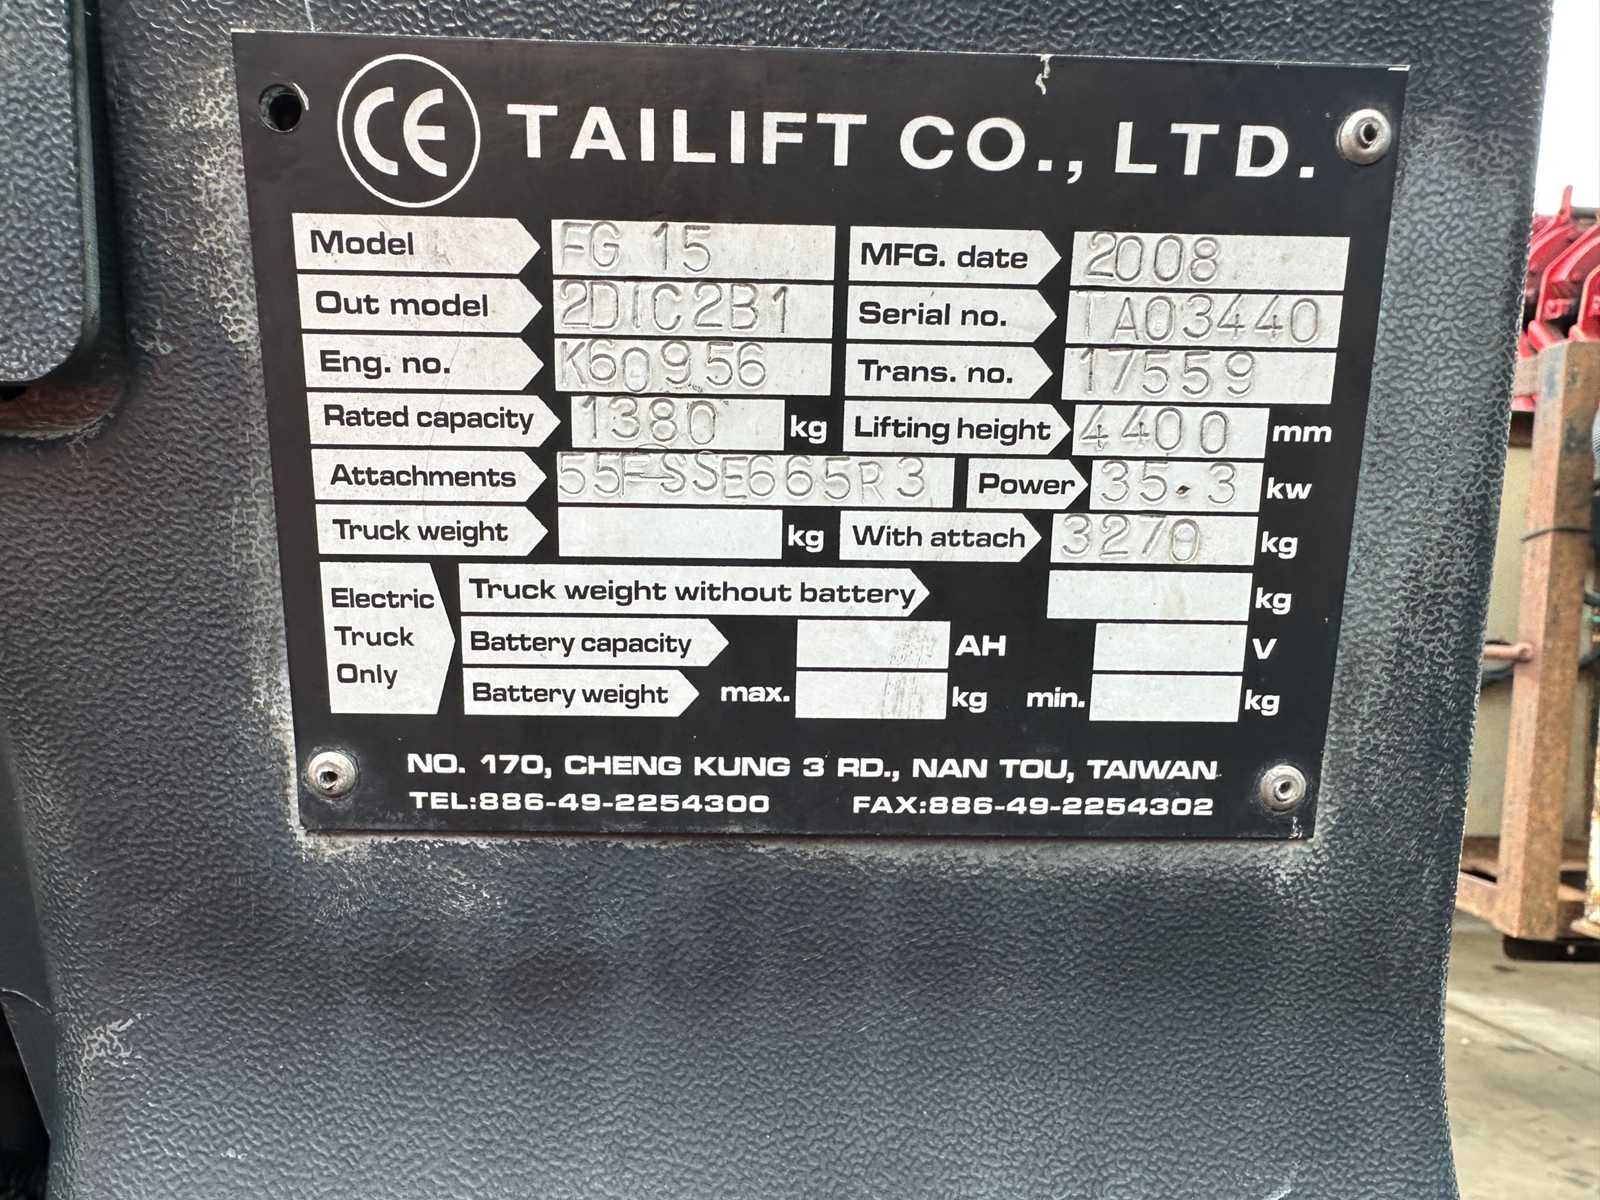 CE TAILIFT CO., LTD.
Model FG 15 MFG. date 2008
Out model 2DTC2B1 Serial no. TA03440
Eng. no. K60956 Trans. no. 17559
Rated capacity 1380 kg Lifting height 4400 mm
Attachments 55F-SSE665R3 Power 35.3 kw
Truck weight kg With attach 3270 kg
Electric Truck Only
Truck weight without battery kg
Battery capacity AH V
Battery weight max. kg min. kg
NO. 170, CHENG KUNG 3 RD., NAN TOU, TAIWAN
TEL:886-49-2254300 FAX:886-49-2254302